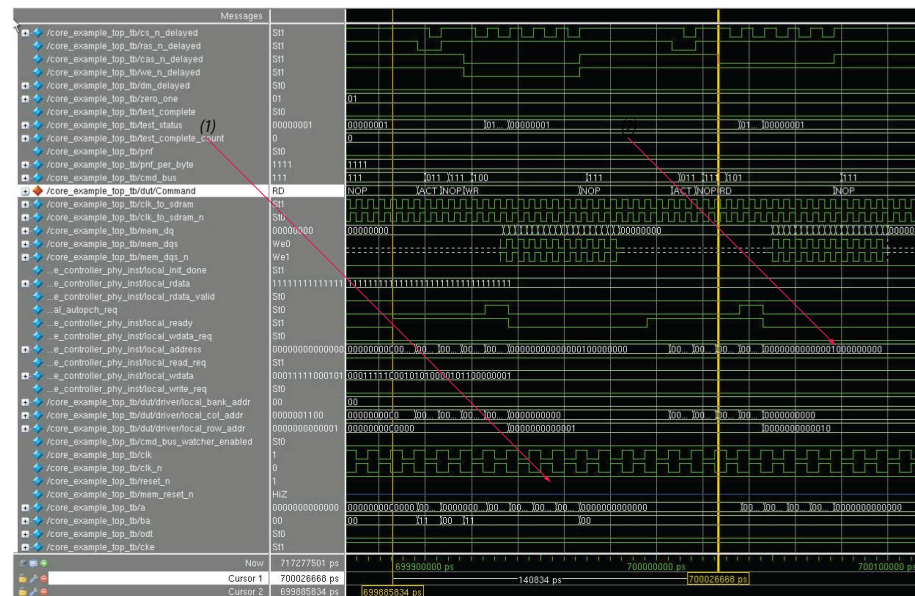 Messages
/core_example_top_tb/cs_n_delayed St1
/core_example_top_tb/ras_n_delayed St1
/core_example_top_tb/cas_n_delayed St1
/core_example_top_tb/we_n_delayed St1
/core_example_top_tb/dm_delayed St0
/core_example_top_tb/zero_one 01 01
/core_example_top_tb/test_complete St0
/core_example_top_tb/test_status 00000001 00000001 01... 00000001 01... 00000001
/core_example_top_tb/test_complete_count 0 0
(1)
/core_example_top_tb/pnf St0
/core_example_top_tb/pnf_per_byte 1111 1111
/core_example_top_tb/cmd_bus 111 111 011 111 100 111 011 111 101 111
/core_example_top_tb/dut/Command RD NOP ACT NOP WR NOP ACT NOP RD NOP
/core_example_top_tb/clk_to_sdram St1
/core_example_top_tb/clk_to_sdram_n St0
/core_example_top_tb/mem_dq 00000000 00000000 00000000
/core_example_top_tb/mem_dqs We0
/core_example_top_tb/mem_dqs_n We1
...e_controller_phy_inst/local_init_done St1
...e_controller_phy_inst/local_rdata
...e_controller_phy_inst/local_rdata_valid St0
...al_autopch_req St0
...e_controller_phy_inst/local_ready St1
...e_controller_phy_inst/local_wdata_req St0
...e_controller_phy_inst/local_address
...e_controller_phy_inst/local_read_req St1
...e_controller_phy_inst/local_wdata
...e_controller_phy_inst/local_write_req St0
/core_example_top_tb/dut/driver/local_bank_addr 00 00
/core_example_top_tb/dut/driver/local_col_addr 0000001100
/core_example_top_tb/dut/driver/local_row_addr 0000000000001
/core_example_top_tb/cmd_bus_watcher_enabled St0
/core_example_top_tb/clk 1
/core_example_top_tb/clk_n 0
/core_example_top_tb/reset_n 1
/core_example_top_tb/mem_reset_n HiZ
/core_example_top_tb/a
/core_example_top_tb/ba 00 00 11 00 11 00
/core_example_top_tb/odt St0
/core_example_top_tb/cke St1
Now 717277501 ps 699900000 ps 700000000 ps 700100000 ps
Cursor 1 700026668 ps 140834 ps 700026668 ps
Cursor 2 699885834 ps 699885834 ps